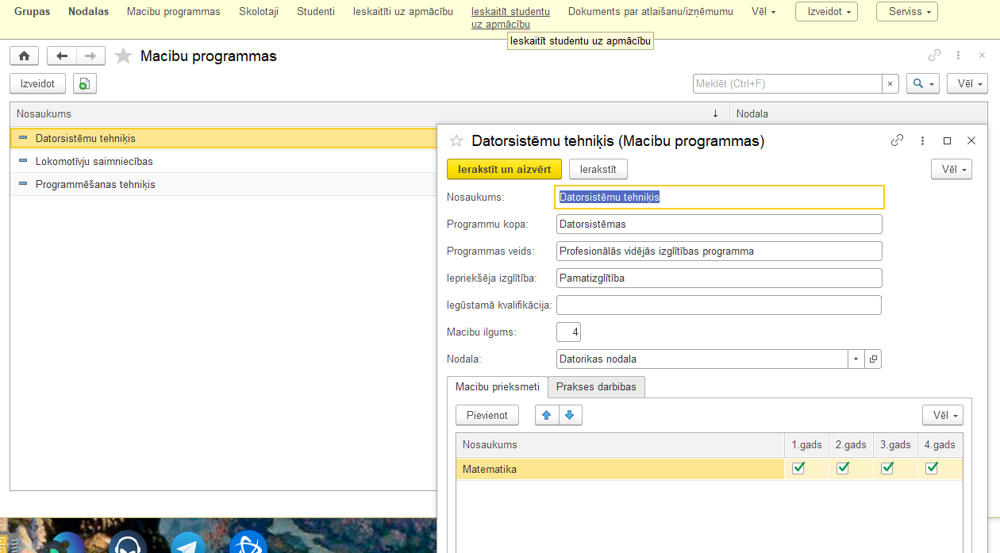 Grupas Nodalas Macibu programmas Skolotaji Studenti Ieskaitīti uz apmācību Ieskaitīt studentu Dokuments par atlaišanu/izņēmumu Vēl Izveidot Serviss
uz apmācību
Ieskaitīt studentu uz apmācību
Macibu programmas
Izveidot Meklēt (Ctrl+F) × Vēl
Nosaukums ↓ Nodala
Datorsistēmu tehniķis
Lokomotīvju saimniecības
Programmēšanas tehniķis
Datorsistēmu tehniķis (Macibu programmas)
Ierakstīt un aizvērt Ierakstīt Vēl
Nosaukums: Datorsistēmu tehniķis
Programmu kopa: Datorsistēmas
Programmas veids: Profesionālās vidējās izglītības programma
Iepriekšēja izglītība: Pamatizglītība
Iegūstamā kvalifikācija:
Macibu ilgums: 4
Nodala: Datorikas nodala
Macibu prieksmeti Prakses darbibas
Pievienot Vēl
Nosaukums 1.gads 2.gads 3.gads 4.gads
Matematika